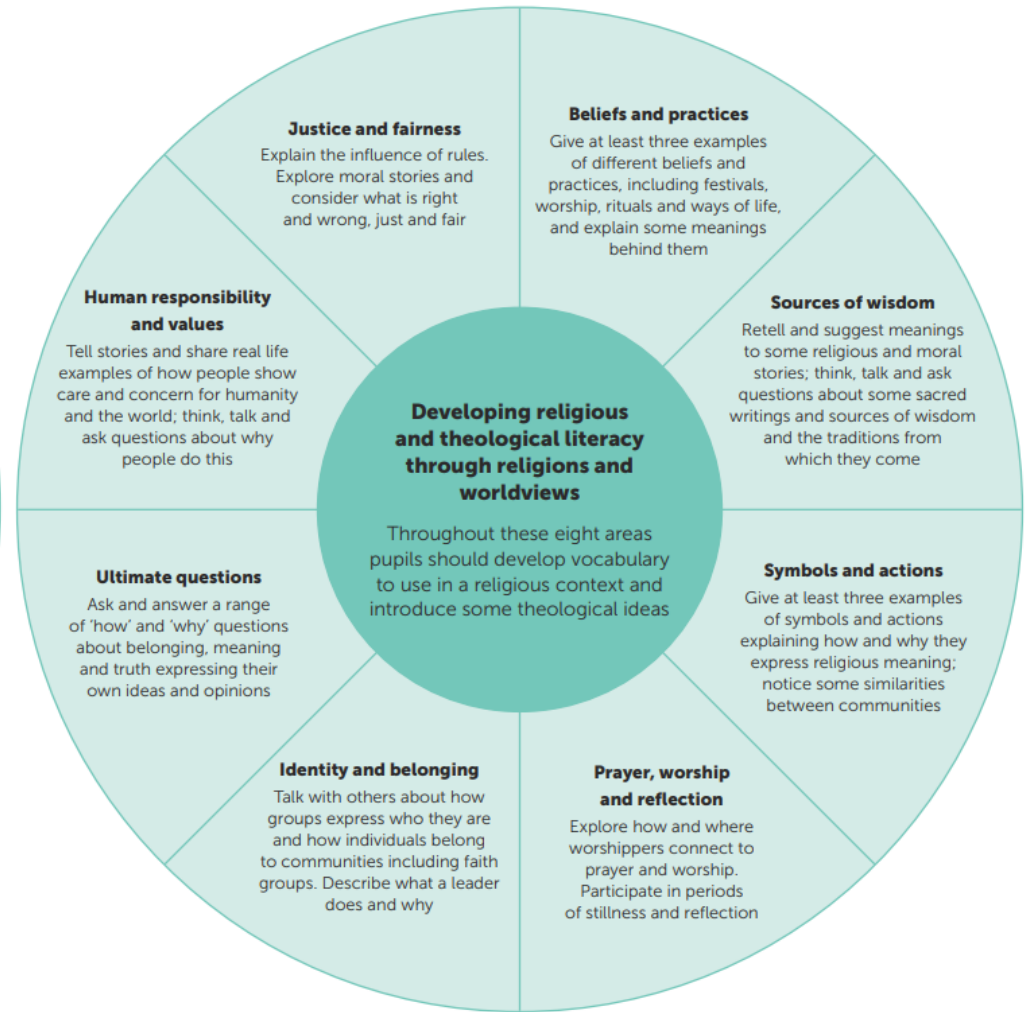 Justice and fairness
Explain the influence of rules.
Explore moral stories and
consider what is right
and wrong, just and fair
Beliefs and practices
Give at least three examples
of different beliefs and
practices, including festivals,
worship, rituals and ways of life,
and explain some meanings
behind them
Sources of wisdom
Retell and suggest meanings
to some religious and moral
stories; think, talk and ask
questions about some sacred
writings and sources of wisdom
and the traditions from
which they come
Symbols and actions
Give at least three examples
of symbols and actions
explaining how and why they
express religious meaning;
notice some similarities
between communities
Prayer, worship
and reflection
Explore how and where
worshippers connect to
prayer and worship.
Participate in periods
of stillness and reflection
Identity and belonging
Talk with others about how
groups express who they are
and how individuals belong
to communities including faith
groups. Describe what a leader
does and why
Ultimate questions
Ask and answer a range
of ‘how’ and ‘why’ questions
about belonging, meaning
and truth expressing their
own ideas and opinions
Human responsibility
and values
Tell stories and share real life
examples of how people show
care and concern for humanity
and the world; think, talk and
ask questions about why
people do this
Developing religious
and theological literacy
through religions and
worldviews
Throughout these eight areas
pupils should develop vocabulary
to use in a religious context and
introduce some theological ideas